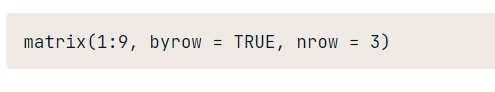 matrix(1:9, byrow = TRUE, nrow = 3)